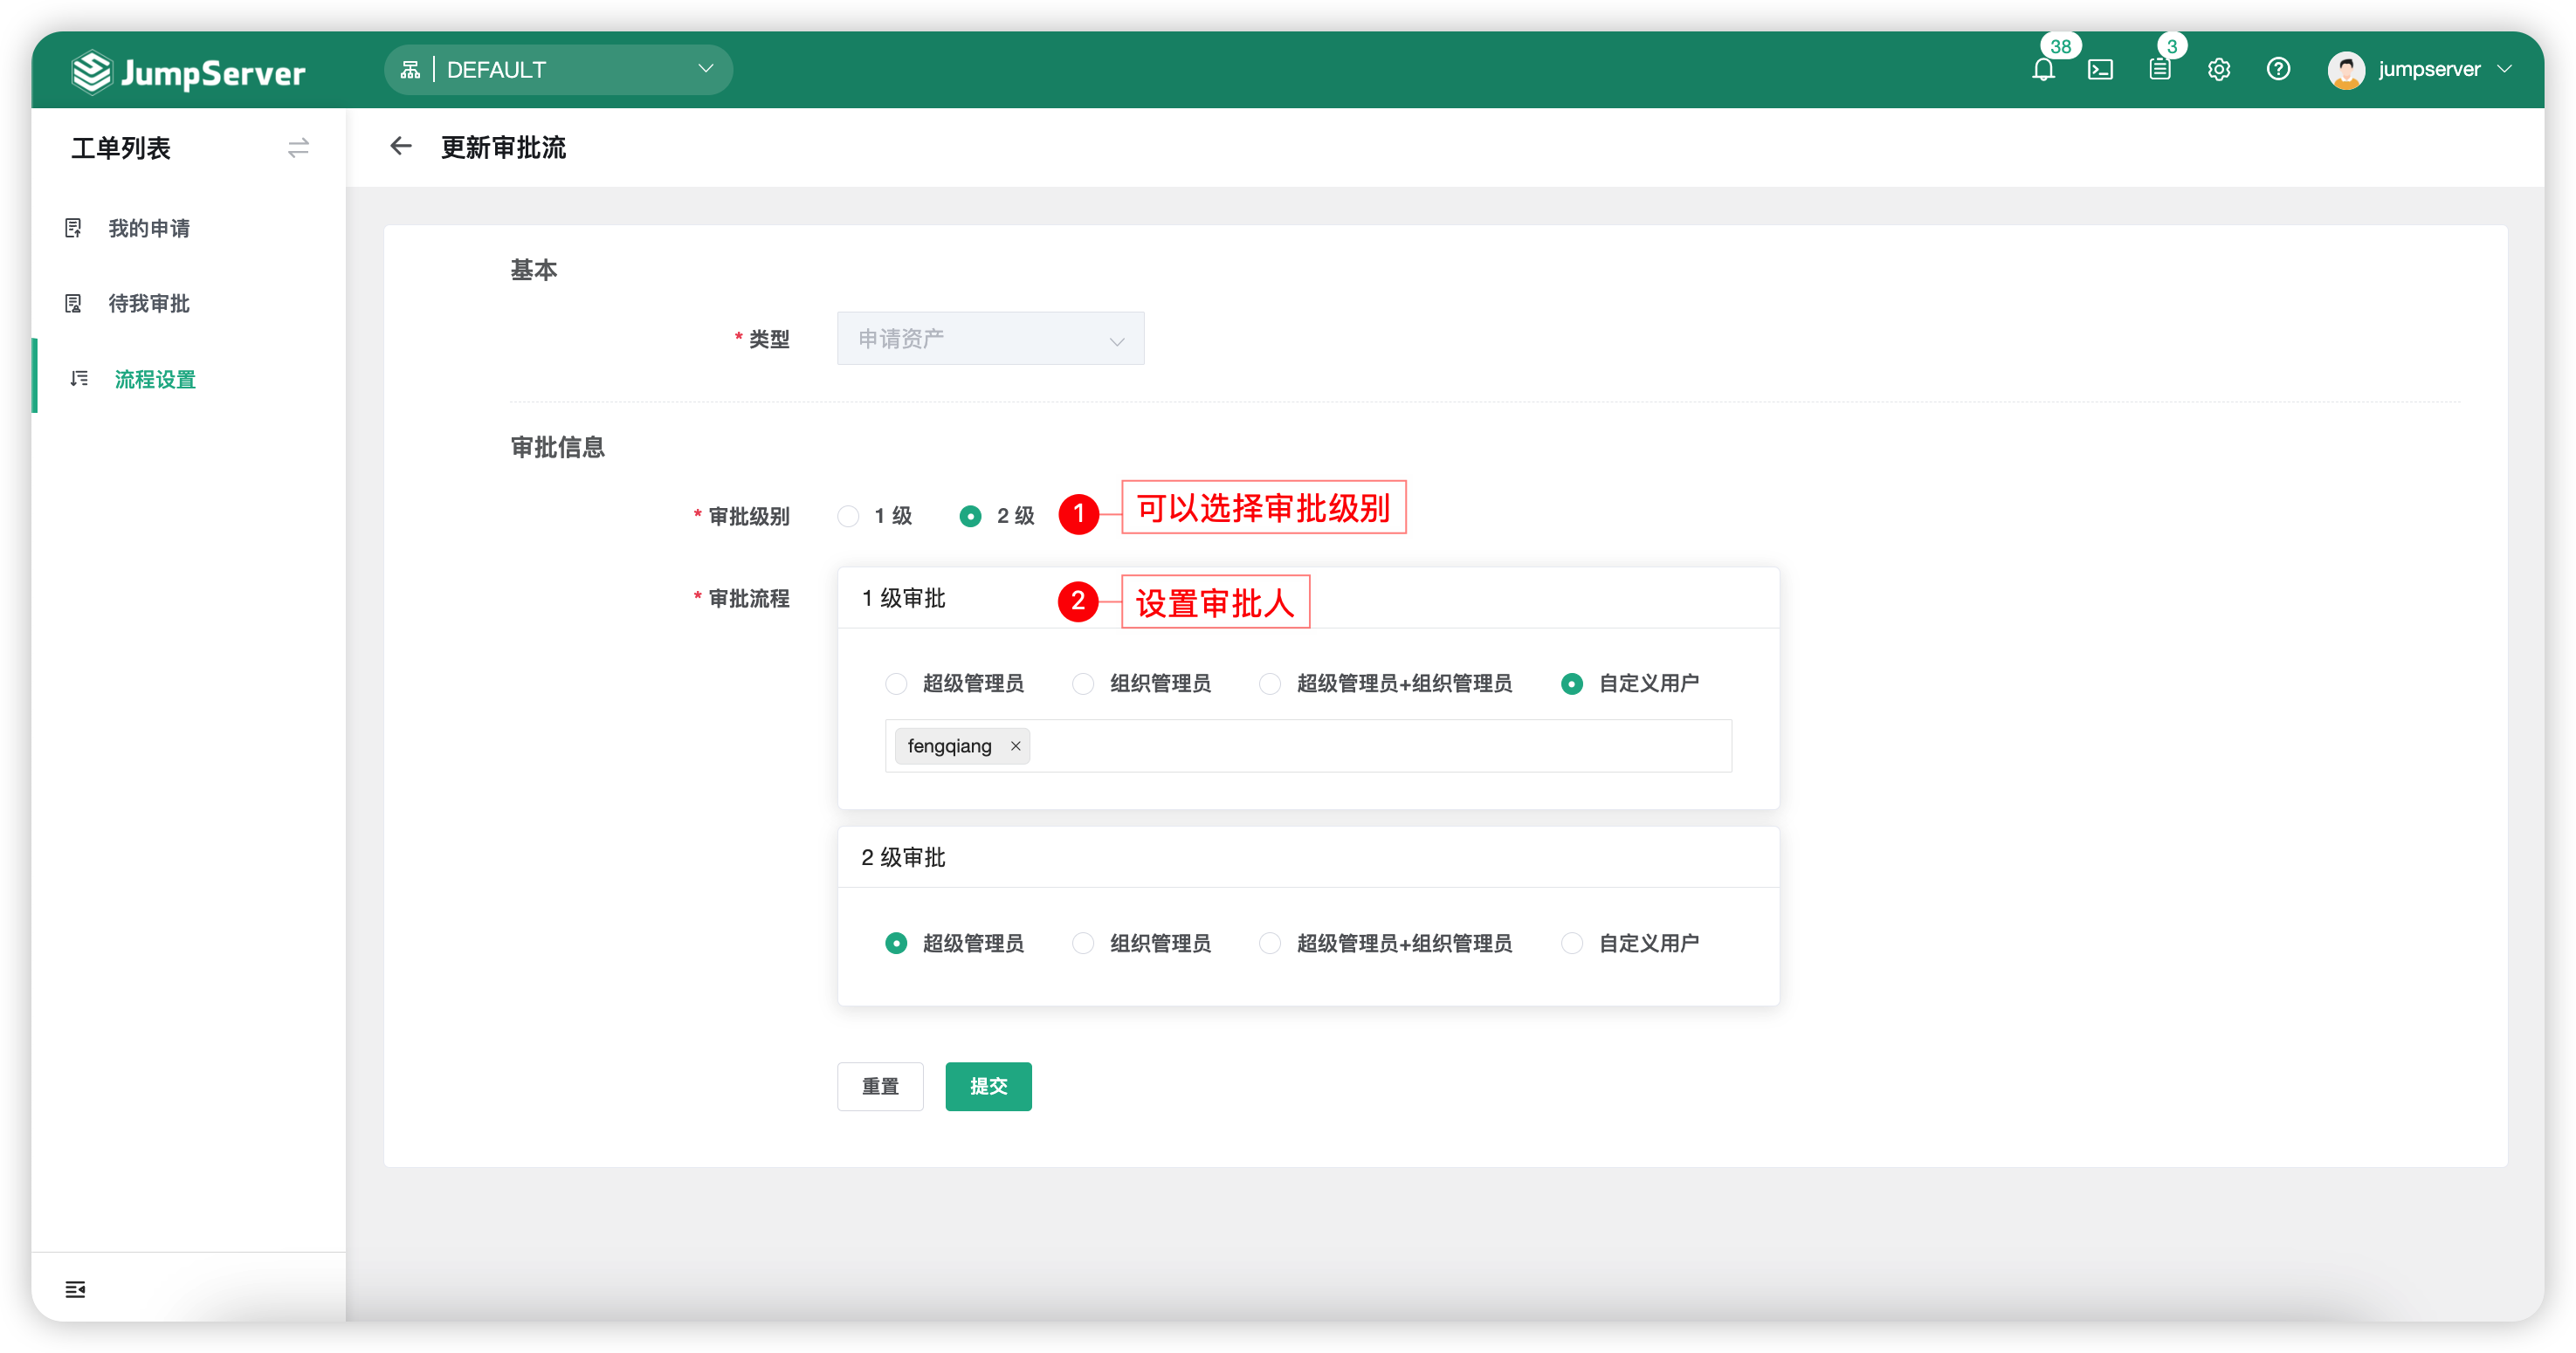 JumpServer
DEFAULT
38
3
jumpserver
工单列表
更新审批流
我的申请
待我审批
流程设置
基本
* 类型
申请资产
审批信息
* 审批级别
1 级
2 级
1
可以选择审批级别
* 审批流程
1 级审批
2
设置审批人
超级管理员
组织管理员
超级管理员+组织管理员
自定义用户
fengqiang ×
2 级审批
超级管理员
组织管理员
超级管理员+组织管理员
自定义用户
重置
提交